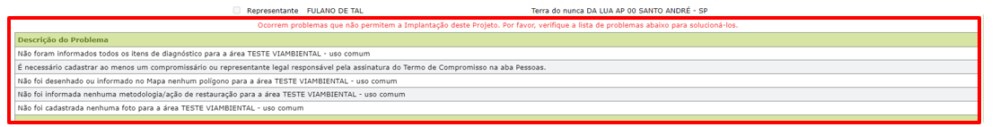 Representante FULANO DE TAL Terra do nunca DA LUA AP 00 SANTO ANDRÉ - SP
Ocorrem problemas que não permitem a Implantação deste Projeto. Por favor, verifique a lista de problemas abaixo para solucioná-los.
Descrição do Problema
Não foram informados todos os itens de diagnóstico para a área TESTE VIAMBIENTAL - uso comum
É necessário cadastrar ao menos um compromissário ou representante legal responsável pela assinatura do Termo de Compromisso na aba Pessoas.
Não foi desenhado ou informado no Mapa nenhum polígono para a área TESTE VIAMBIENTAL - uso comum
Não foi informada nenhuma metodologia/ação de restauração para a área TESTE VIAMBIENTAL - uso comum
Não foi cadastrada nenhuma foto para a área TESTE VIAMBIENTAL - uso comum